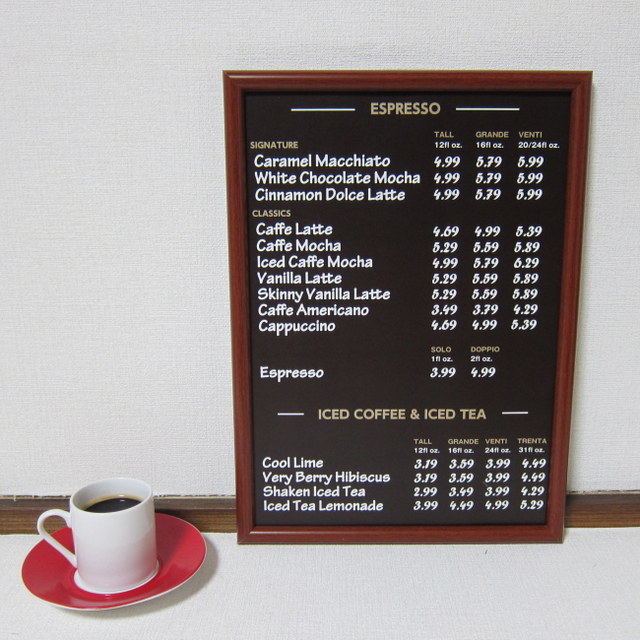 ESPRESSO
TALL GRANDE VENTI
SIGNATURE 12fl oz. 16fl oz. 20/24fl oz.
Caramel Macchiato 4.99 5.79 5.99
White Chocolate Mocha 4.99 5.79 5.99
Cinnamon Dolce Latte 4.99 5.79 5.99
CLASSICS
Caffe Latte 4.69 4.99 5.39
Caffe Mocha 5.29 5.59 5.89
Iced Caffe Mocha 4.99 5.79 6.29
Vanilla Latte 5.29 5.59 5.89
Skinny Vanilla Latte 5.29 5.59 5.89
Caffe Americano 3.49 3.79 4.29
Cappuccino 4.69 4.99 5.39
SOLO DOPPIO
1fl oz. 2fl oz.
Espresso 3.99 4.99
ICED COFFEE & ICED TEA
TALL GRANDE VENTI TRENTA
12fl oz. 16fl oz. 24fl oz. 31fl oz.
Cool Lime 3.19 3.59 3.99 4.49
Very Berry Hibiscus 3.19 3.59 3.99 4.49
Shaken Iced Tea 2.99 3.49 3.99 4.29
Iced Tea Lemonade 3.99 4.49 4.99 5.29